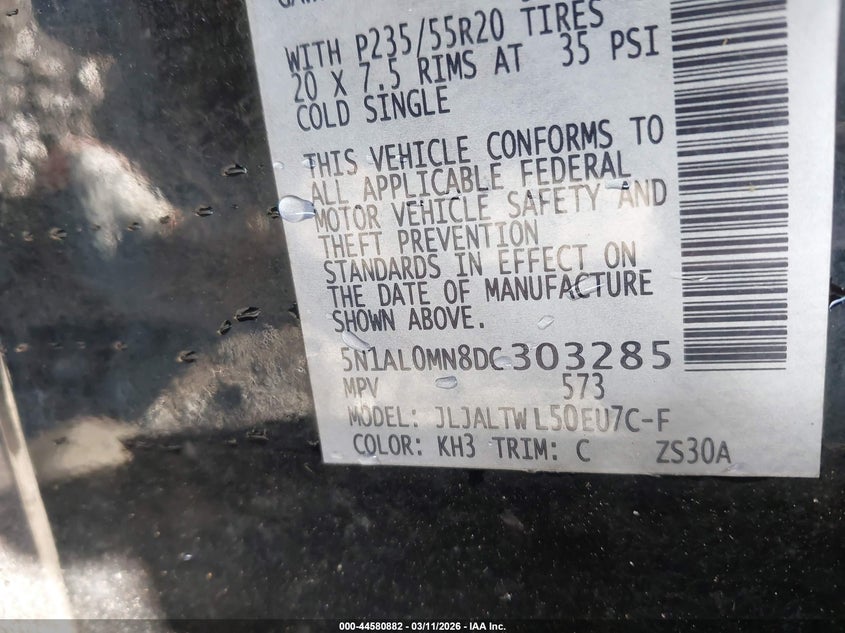 WITH P235/55R20 TIRES
20 X 7.5 RIMS AT 35 PSI
COLD SINGLE
THIS VEHICLE CONFORMS TO
ALL APPLICABLE FEDERAL
MOTOR VEHICLE SAFETY AND
THEFT PREVENTION
STANDARDS IN EFFECT ON
THE DATE OF MANUFACTURE
SHOWN ABOVE.
5N1AL0MN8DC303285
MPV 573
MODEL: JLJALTWL50EU7C-F
COLOR: KH3 TRIM: C ZS30A
000-44580882 - 03/11/2026 - IAA Inc.